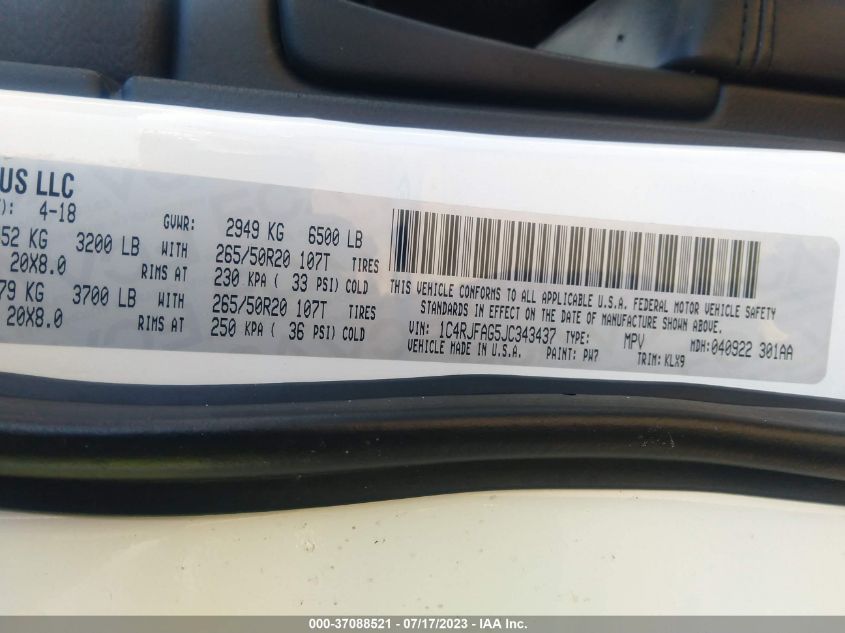 US LLC
): 4-18
GVWR: 2949 KG 6500 LB
52 KG 3200 LB WITH 265/50R20 107T TIRES
20X8.0 RIMS AT 230 KPA ( 33 PSI) COLD
79 KG 3700 LB WITH 265/50R20 107T TIRES
20X8.0 RIMS AT 250 KPA ( 36 PSI) COLD
THIS VEHICLE CONFORMS TO ALL APPLICABLE U.S.A. FEDERAL MOTOR VEHICLE SAFETY
STANDARDS IN EFFECT ON THE DATE OF MANUFACTURE SHOWN ABOVE.
VIN: 1C4RJFAG5JC343437 TYPE: MPV MDH:040922 301AA
VEHICLE MADE IN U.S.A. PAINT: PW7 TRIM: KLX9
000-37088521 - 07/17/2023 - IAA Inc.